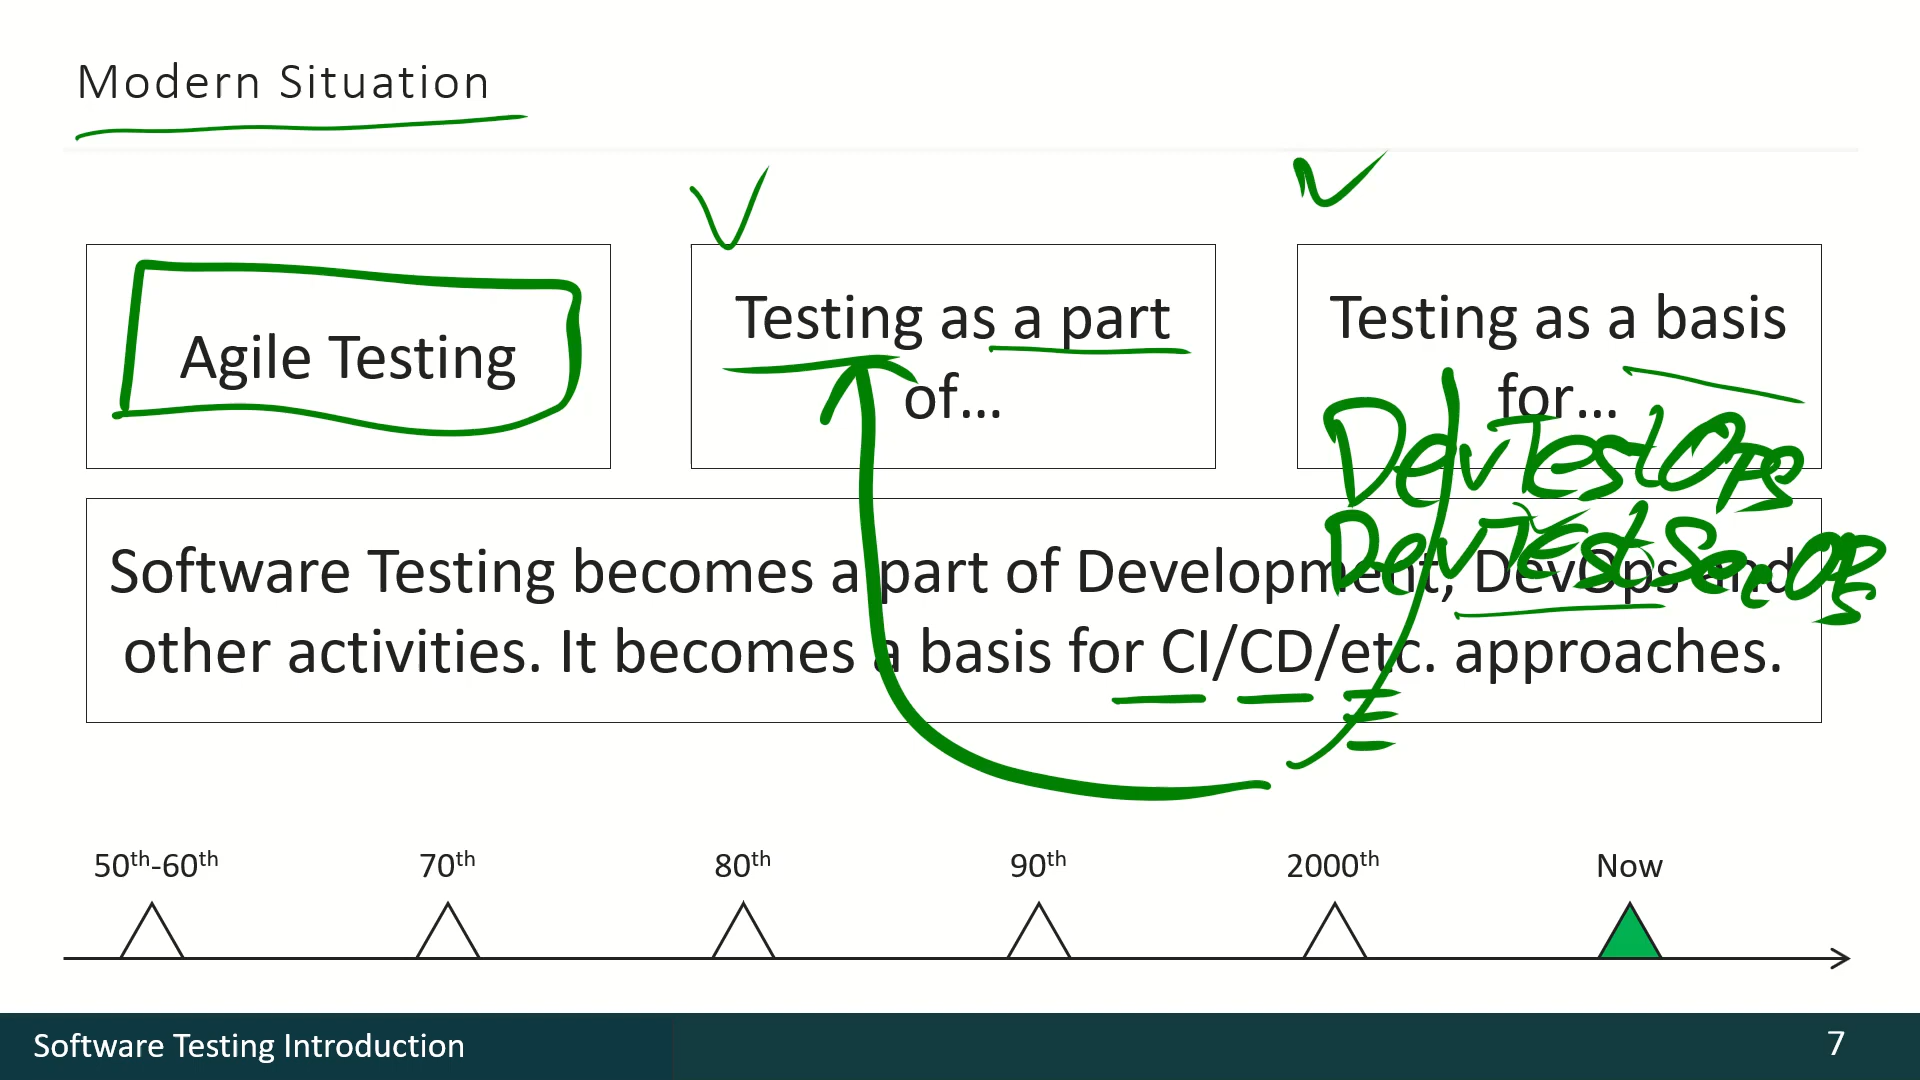 Modern Situation
Agile Testing
Testing as a part
of...
Testing as a basis
for...
DevTestOps
DevTestSecOps
Software Testing becomes a part of Development, DevOps and
other activities. It becomes a basis for CI/CD/etc. approaches.
50th-60th
70th
80th
90th
2000th
Now
Software Testing Introduction
7